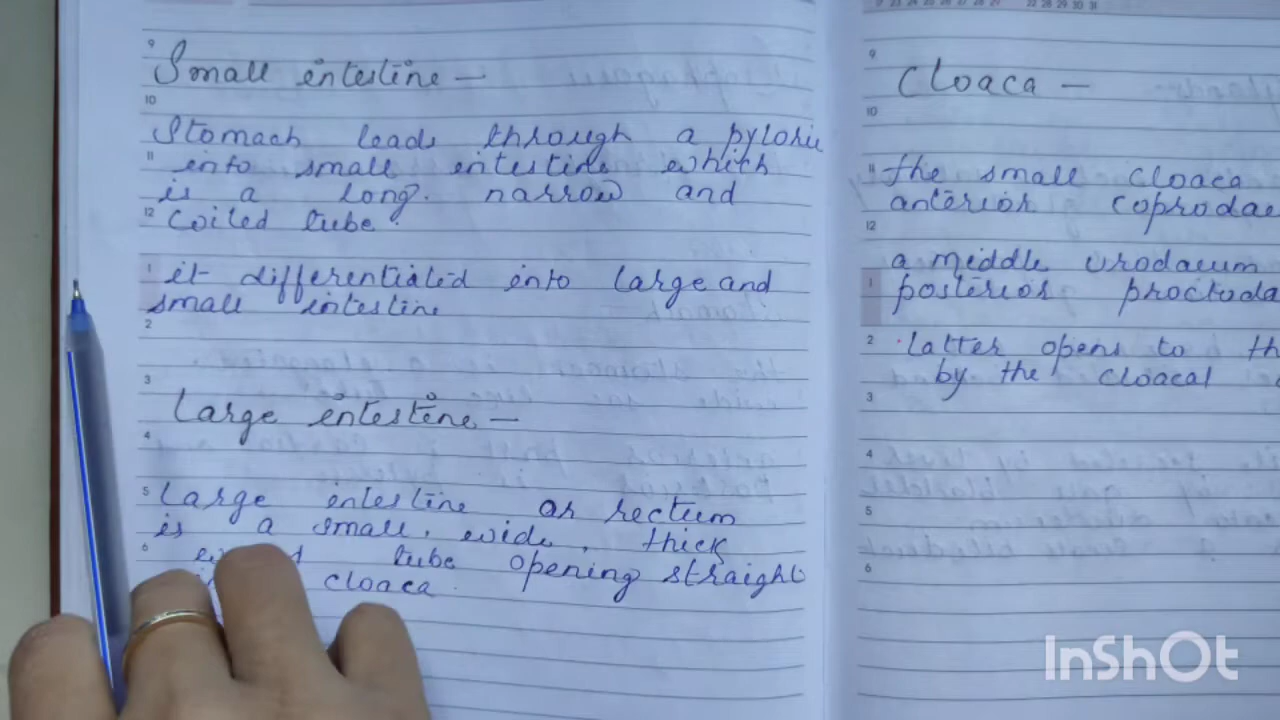 Small intestine -
Stomach leads through a pyloric
into small intestine which
is a long. narrow and
coiled tube.
it differentiated into large and
small intestine
Large intestine -
Large intestine or rectum
is a small, wide, thick
tube opening straight
cloaca.
Cloaca -
the small cloaca
anterior coprodae
a middle urodaeum
posterior proctoda
latter opens to th
by the cloacal
InShOt